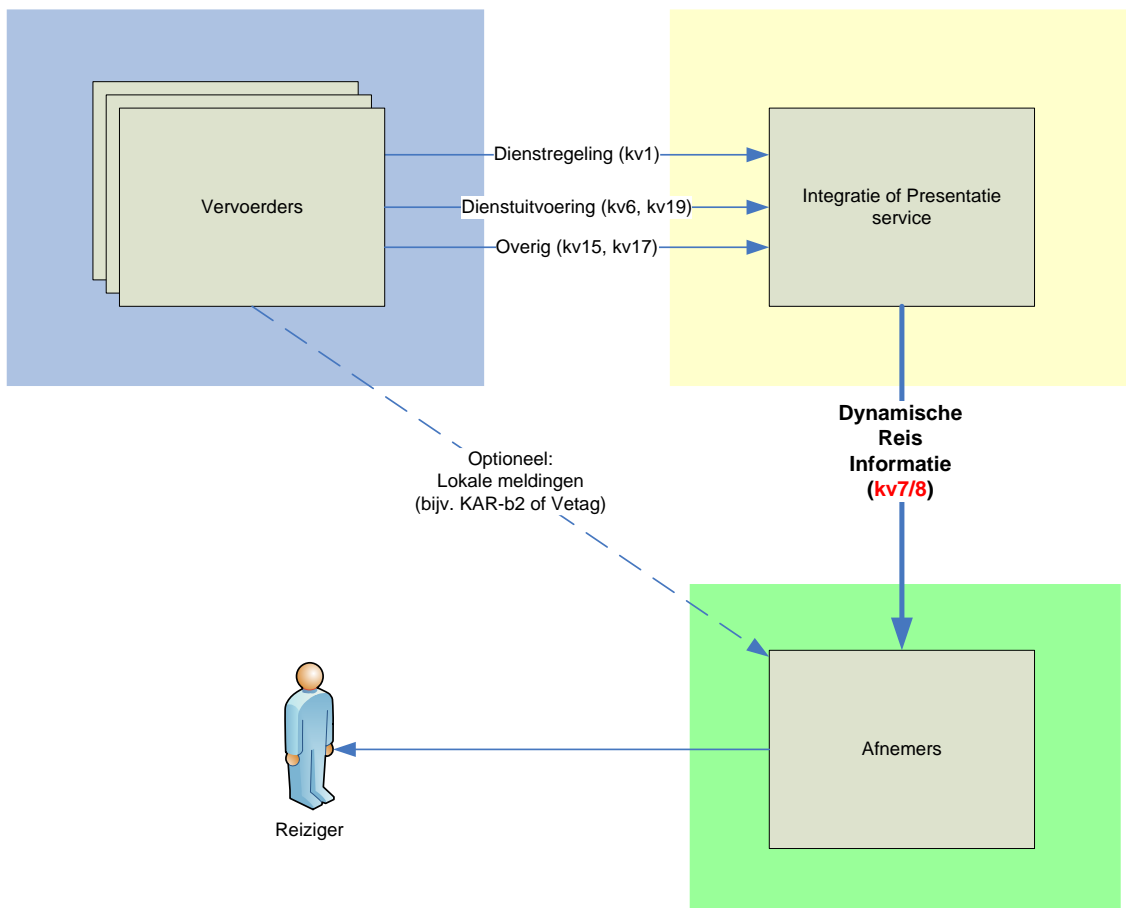 Vervoerders
Dienstregeling (kv1)
Dienstuitvoering (kv6, kv19)
Overig (kv15, kv17)
Integratie of Presentatie
service
Dynamische
Reis
Informatie
(kv7/8)
Optioneel:
Lokale meldingen
(bijv. KAR-b2 of Vetag)
Afnemers
Reiziger